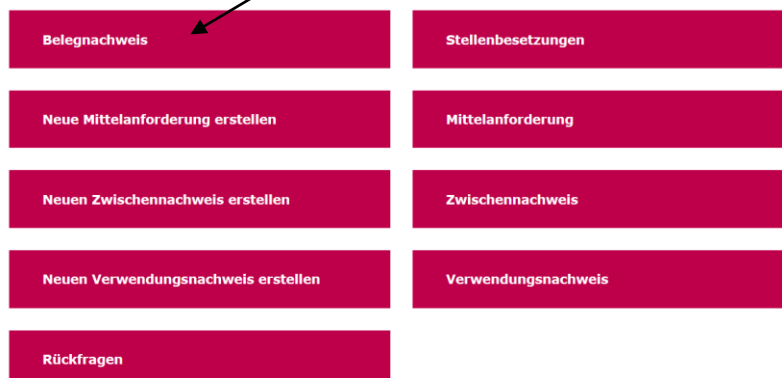 Belegnachweis
Stellenbesetzungen
Neue Mittelanforderung erstellen
Mittelanforderung
Neuen Zwischennachweis erstellen
Zwischennachweis
Neuen Verwendungsnachweis erstellen
Verwendungsnachweis
Rückfragen